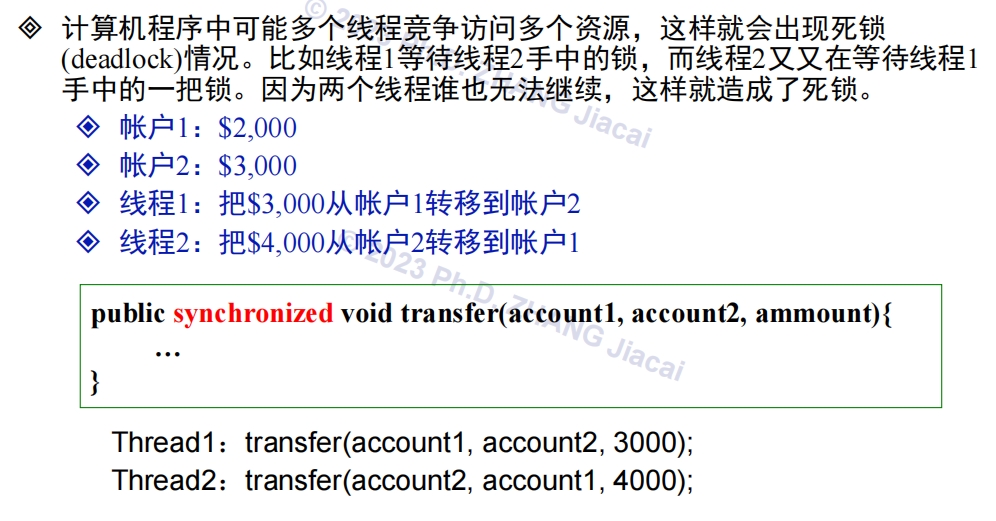 计算机程序中可能多个线程竞争访问多个资源，这样就会出现死锁
(deadlock)情况。比如线程1等待线程2手中的锁，而线程2又又在等待线程1
手中的一把锁。因为两个线程谁也无法继续，这样就造成了死锁。
帐户1：$2,000
帐户2：$3,000
线程1：把$3,000从帐户1转移到帐户2
线程2：把$4,000从帐户2转移到帐户1
public synchronized void transfer(account1, account2, ammount){
…
}
Thread1：transfer(account1, account2, 3000);
Thread2：transfer(account2, account1, 4000);
© 2023 Ph.D. ZHANG Jiacai
© 2023 Ph.D. ZHANG Jiacai